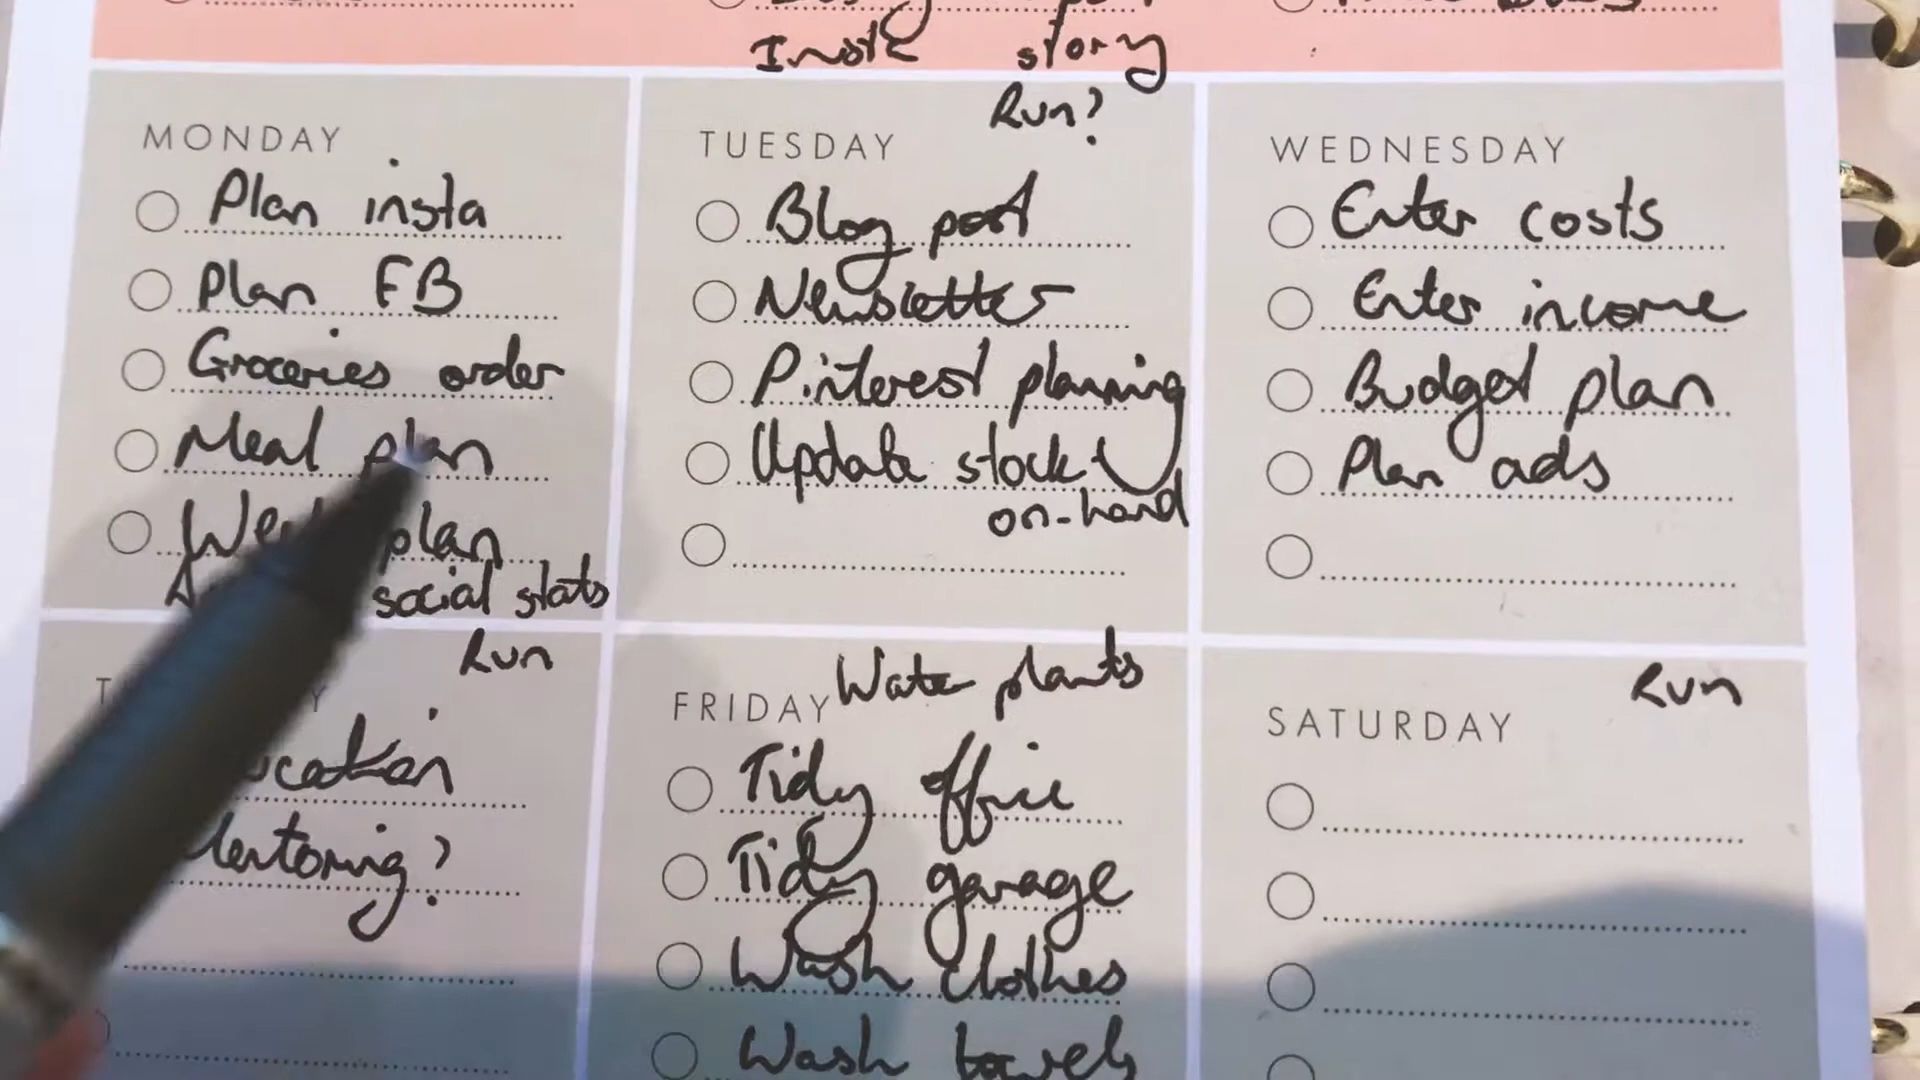 Insta story
Run?
MONDAY
Plan insta
Plan FB
Groceries order
Meal plan
plan
social stats
TUESDAY
Blog post
Newsletter
Pinterest planning
Update stock
on-hand
WEDNESDAY
Enter costs
Enter income
Budget plan
Plan ads
Run
FRIDAY Water plants
Tidy office
Tidy garage
Wash clothes
Wash towels
SATURDAY
Run